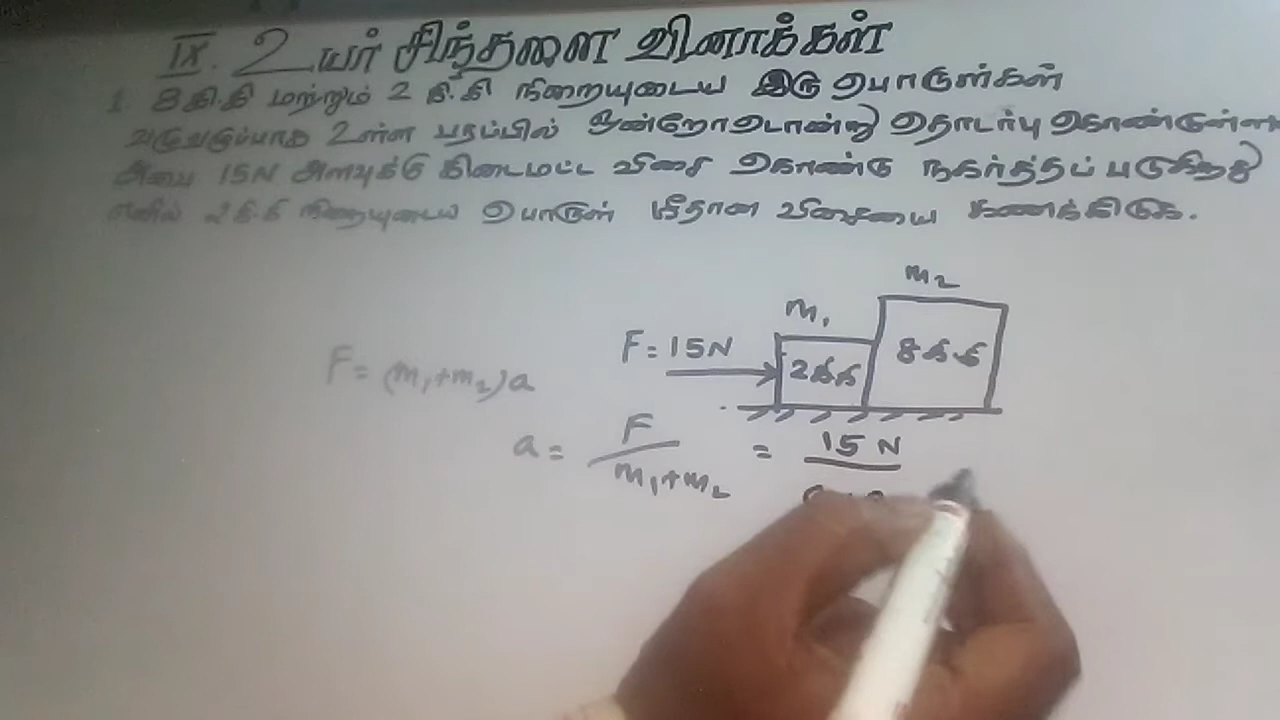 IX. உயர் சிந்தனை வினாக்கள்
1 8 கி.கி மற்றும் 2 கி.கி நிறையுடைய இரு பொருள்கள்
வழுவழுப்பாக உள்ள பரப்பில் ஒன்றோடொன்று தொடர்பு கொண்டுள்ளன
அவை 15N அளவுக்கு கிடைமட்ட விசை கொண்டு நகர்த்தப் படுகிறது
எனில் 2 கி.கி நிறையுடைய பொருள் மீதான விசையை கணக்கிடுக.
m₂
m₁
F = 15N
2கிகி
8கிகி
F = (m₁+m₂)a
a = F / m₁+m₂ = 15 N